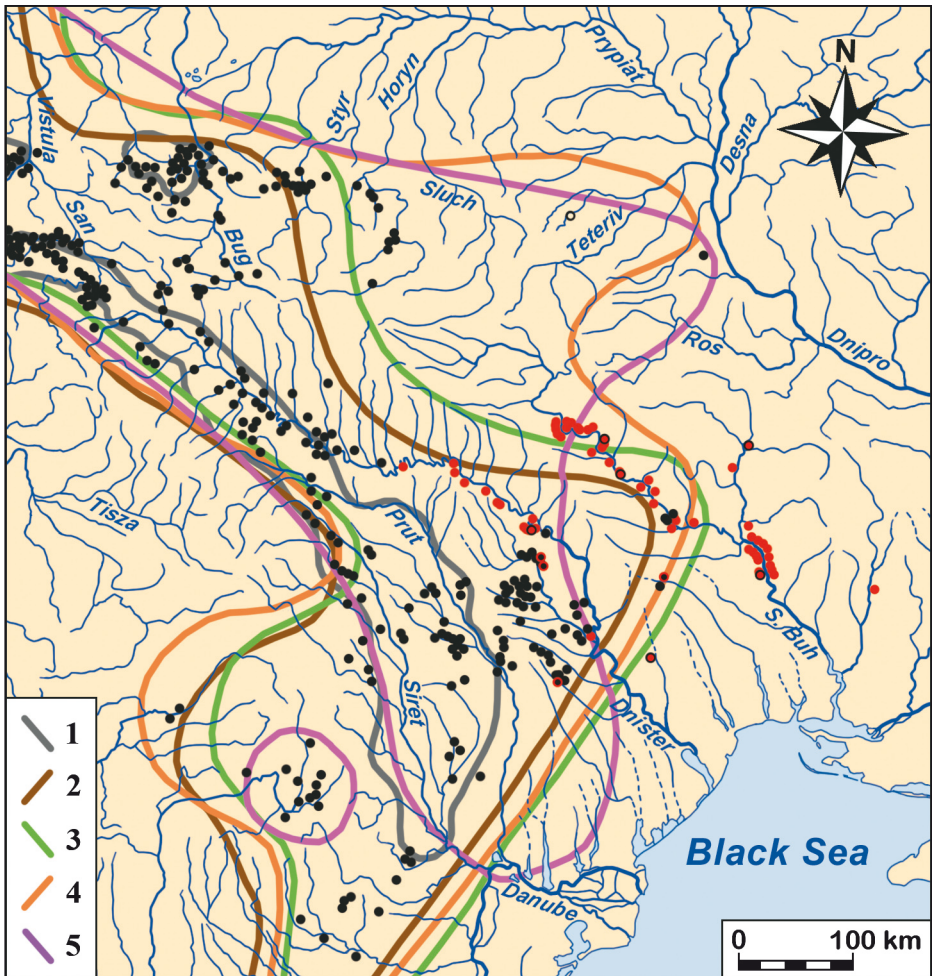 N
Prypiat
Desna
Horyn
Styr
Vistula
Sluch
San
Bug
Teteriv
Ros
Dnipro
Tisza
Prut
S. Buh
Siret
Dnister
Black Sea
Danube
1
2
3
4
5
0 100 km